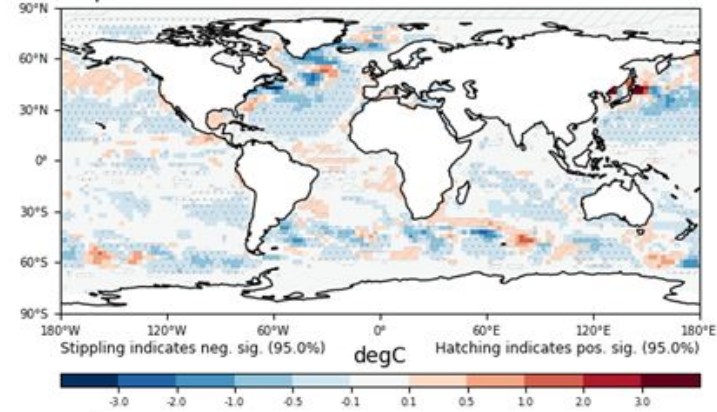 90°N
60°N
30°N
0°
30°S
60°S
90°S
180°W 120°W 60°W 0° 60°E 120°E 180°E
Stippling indicates neg. sig. (95.0%) degC Hatching indicates pos. sig. (95.0%)
-3.0 -2.0 -1.0 -0.5 -0.1 0.1 0.5 1.0 2.0 3.0